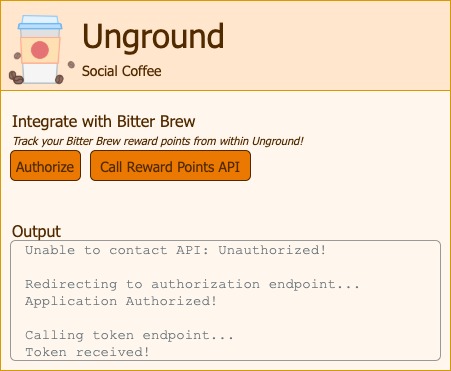 Unground
Social Coffee
Integrate with Bitter Brew
Track your Bitter Brew reward points from within Unground!
Authorize
Call Reward Points API
Output
Unable to contact API: Unauthorized!
Redirecting to authorization endpoint...
Application Authorized!
Calling token endpoint...
Token received!